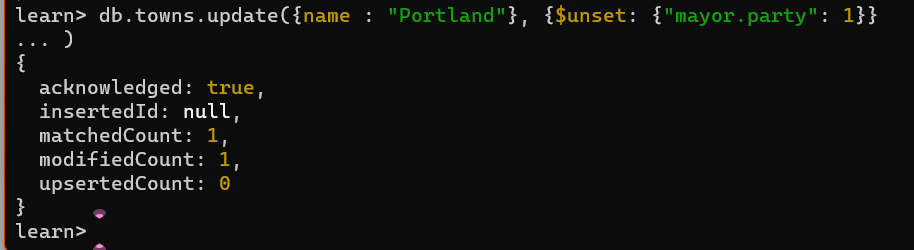 learn> db.towns.update({name : "Portland"}, {$unset: {"mayor.party": 1}}
... )
{
  acknowledged: true,
  insertedId: null,
  matchedCount: 1,
  modifiedCount: 1,
  upsertedCount: 0
}
learn>